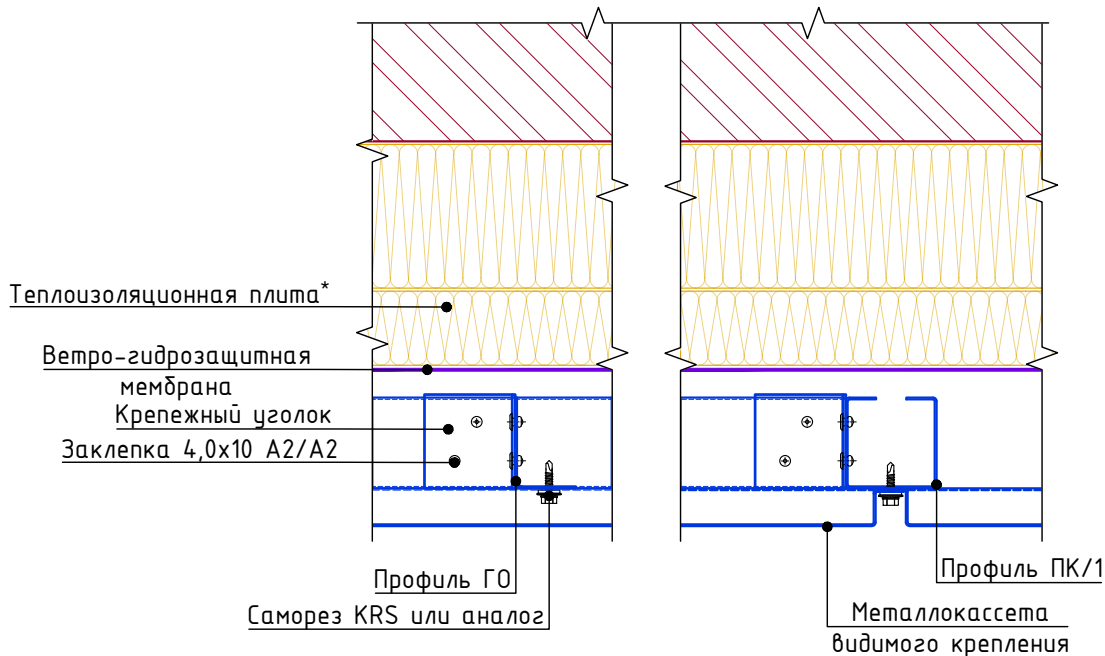 Теплоизоляционная плита*
Ветро-гидрозащитная
мембрана
Крепежный уголок
Заклепка 4,0х10 А2/А2
Профиль ГО
Саморез KRS или аналог
Профиль ПК/1
Металлокассета
видимого крепления